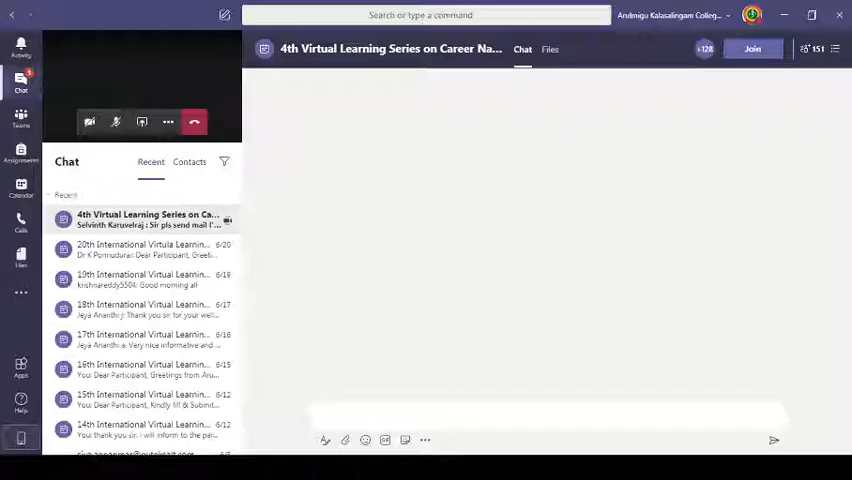 Search or type a command
Arulmigu Kalasalingam Colleg...
Activity
Chat
Teams
Assignments
Calendar
Calls
Files
Apps
Help
Chat
Recent
Contacts
Recent
4th Virtual Learning Series on Ca...
Selvinth Karuvelraj : Sir pls send mail I'...
20th International Virtula Learnin... 6/20
Dr K Ponnudurai: Dear Participant, Greeti...
19th International Virtual Learnin... 6/19
krishnareddy5304: Good morning all
18th International Virtual Learnin... 6/17
Jeya Ananthi j: Thank you sir for your well...
17th International Virtual Learnin... 6/16
Jeya Ananthi: a. Very nice informative and ...
16th International Virtual Learnin... 6/15
You: Dear Participant, Greetings from Aru...
15th International Virtual Learnin... 6/12
You: Dear Participant, Kindly fill & Submit...
14th International Virtual Learnin... 6/12
You: thank you sir. i will inform to the pa...
4th Virtual Learning Series on Career Na...
Chat
Files
+128
Join
151
GIF